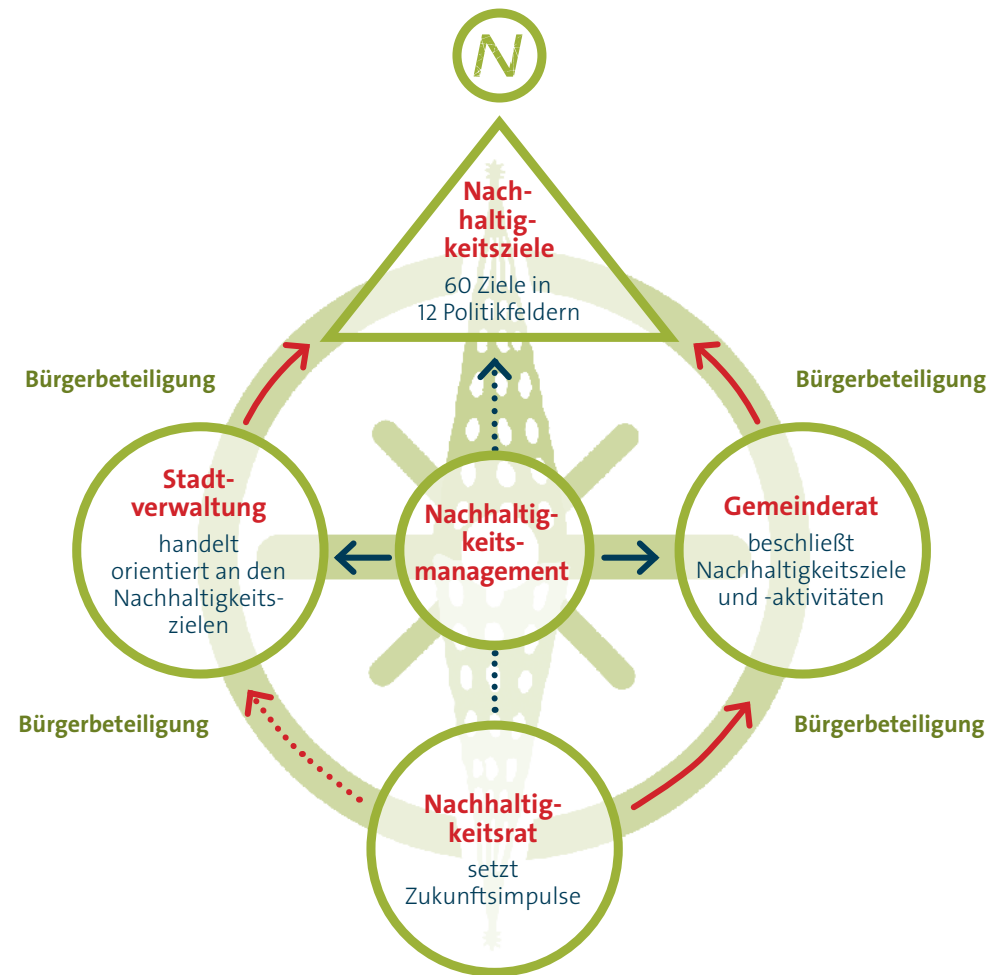 N
Nach-
haltig-
keitsziele
60 Ziele in
12 Politikfeldern
Bürgerbeteiligung
Bürgerbeteiligung
Stadt-
verwaltung
handelt
orientiert an den
Nachhaltigkeits-
zielen
Nachhaltig-
keits-
management
Gemeinderat
beschließt
Nachhaltigkeitsziele
und -aktivitäten
Bürgerbeteiligung
Bürgerbeteiligung
Nachhaltig-
keitsrat
setzt
Zukunftsimpulse